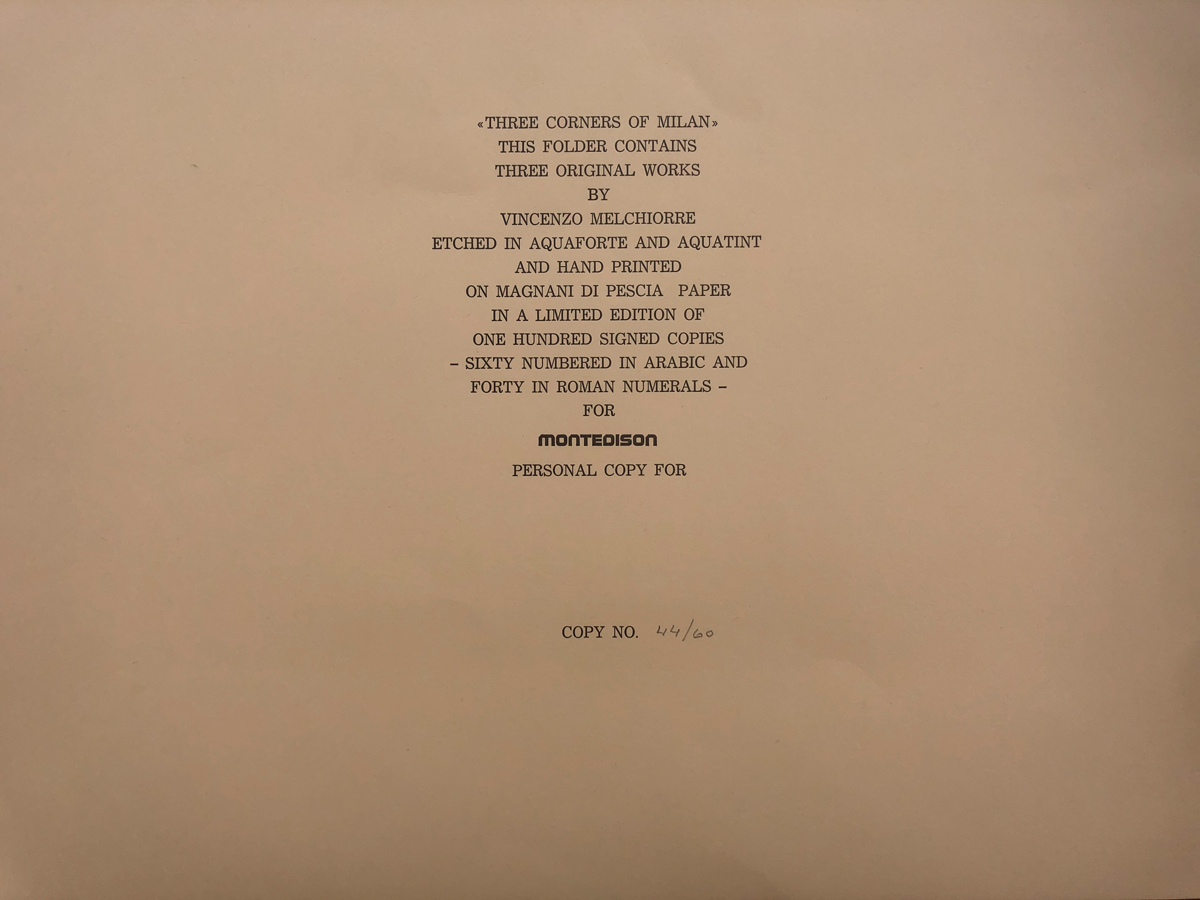 «THREE CORNERS OF MILAN»
THIS FOLDER CONTAINS
THREE ORIGINAL WORKS
BY
VINCENZO MELCHIORRE
ETCHED IN AQUAFORTE AND AQUATINT
AND HAND PRINTED
ON MAGNANI DI PESCIA PAPER
IN A LIMITED EDITION OF
ONE HUNDRED SIGNED COPIES
– SIXTY NUMBERED IN ARABIC AND
FORTY IN ROMAN NUMERALS –
FOR
MONTEDISON
PERSONAL COPY FOR
COPY NO. 44/60